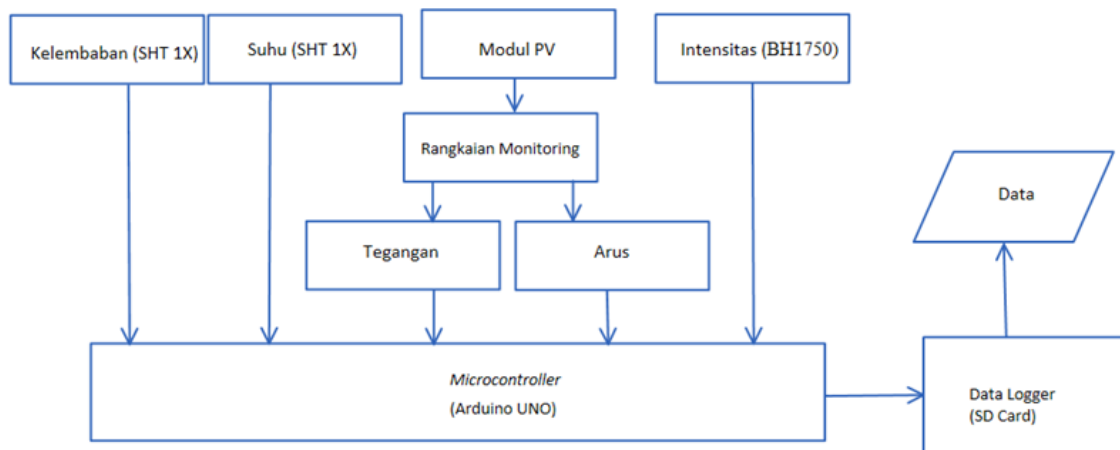 Kelembaban (SHT 1X)
Suhu (SHT 1X)
Modul PV
Intensitas (BH1750)
Rangkaian Monitoring
Tegangan
Arus
Data
Microcontroller
(Arduino UNO)
Data Logger
(SD Card)